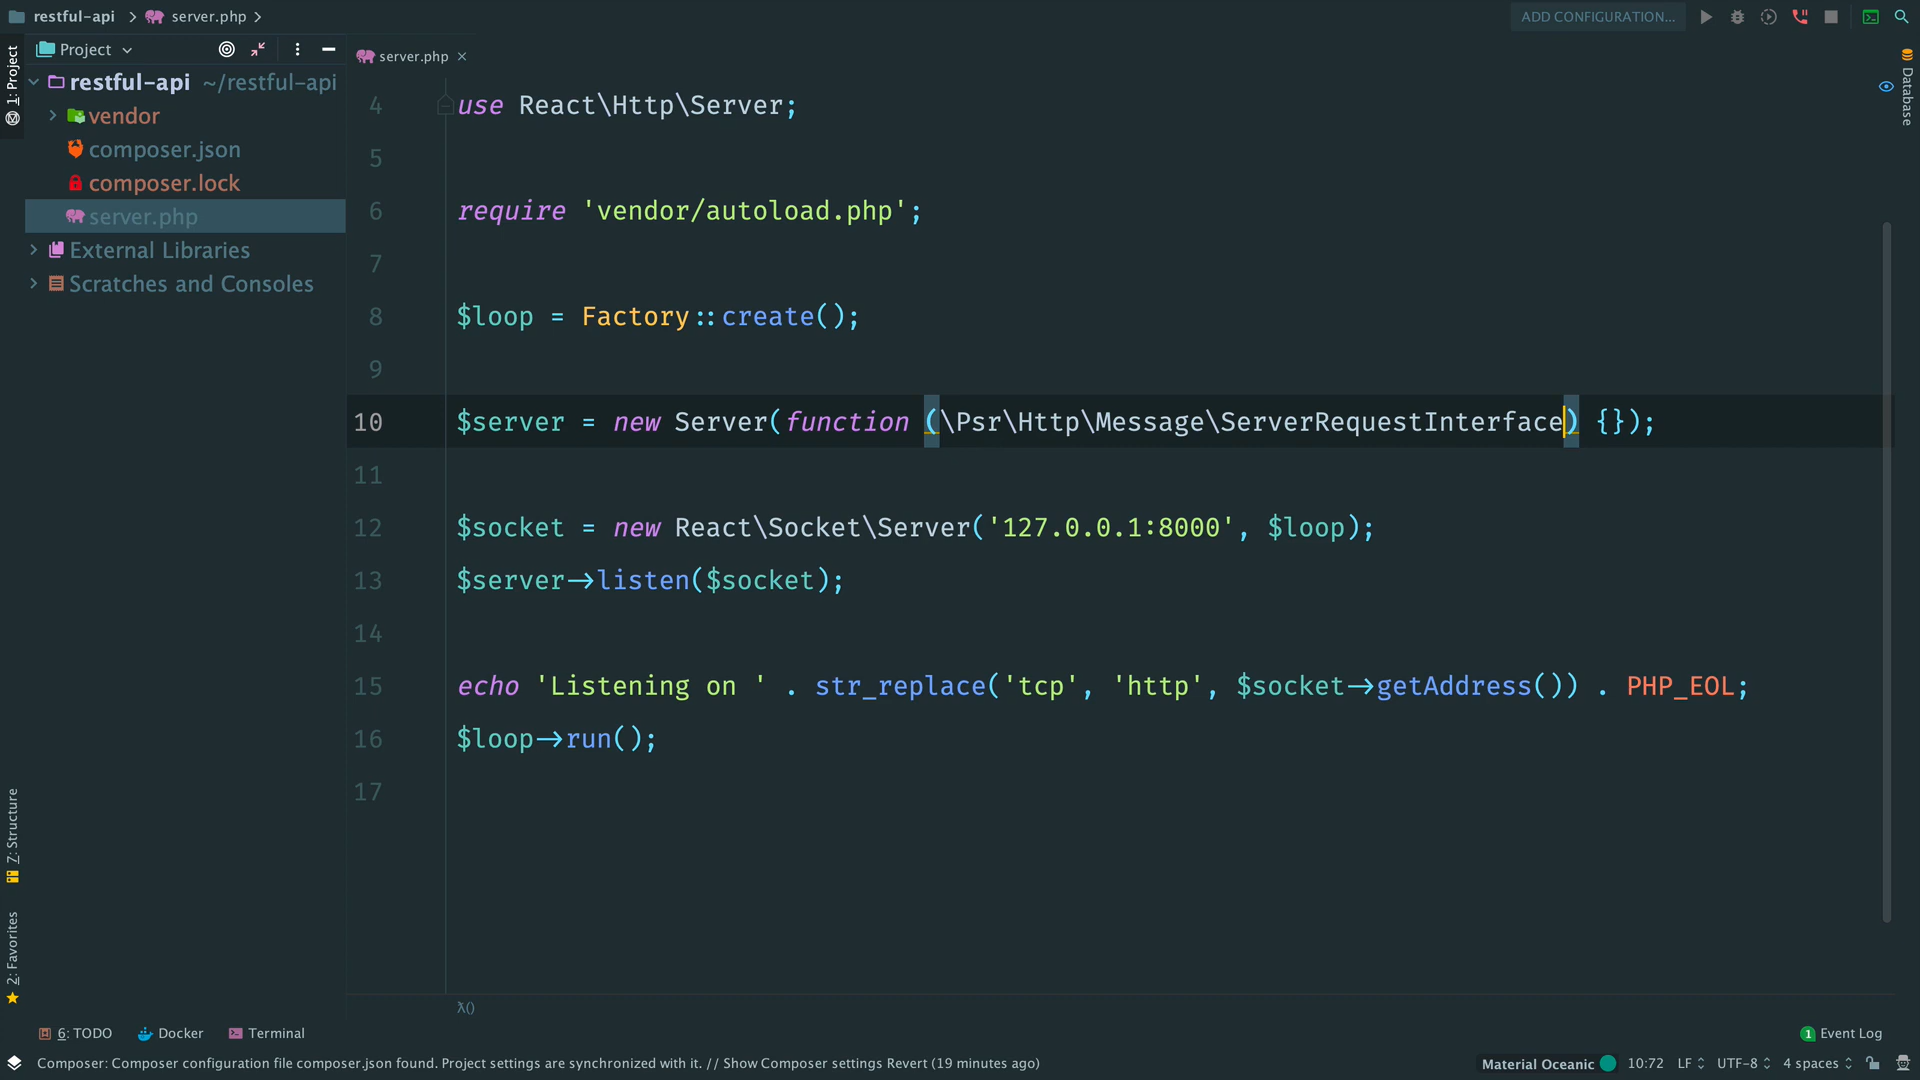 restful-api
server.php
ADD CONFIGURATION...
1: Project
Project
restful-api ~/restful-api
vendor
composer.json
composer.lock
server.php
External Libraries
Scratches and Consoles
7: Structure
2: Favorites
server.php
4 use React\Http\Server;
5
6 require 'vendor/autoload.php';
7
8 $loop = Factory::create();
9
10 $server = new Server(function (\Psr\Http\Message\ServerRequestInterface) {});
11
12 $socket = new React\Socket\Server('127.0.0.1:8000', $loop);
13 $server->listen($socket);
14
15 echo 'Listening on ' . str_replace('tcp', 'http', $socket->getAddress()) . PHP_EOL;
16 $loop->run();
17
λ()
Database
6: TODO
Docker
Terminal
1 Event Log
Composer: Composer configuration file composer.json found. Project settings are synchronized with it. // Show Composer settings Revert (19 minutes ago)
Material Oceanic
10:72
LF
UTF-8
4 spaces